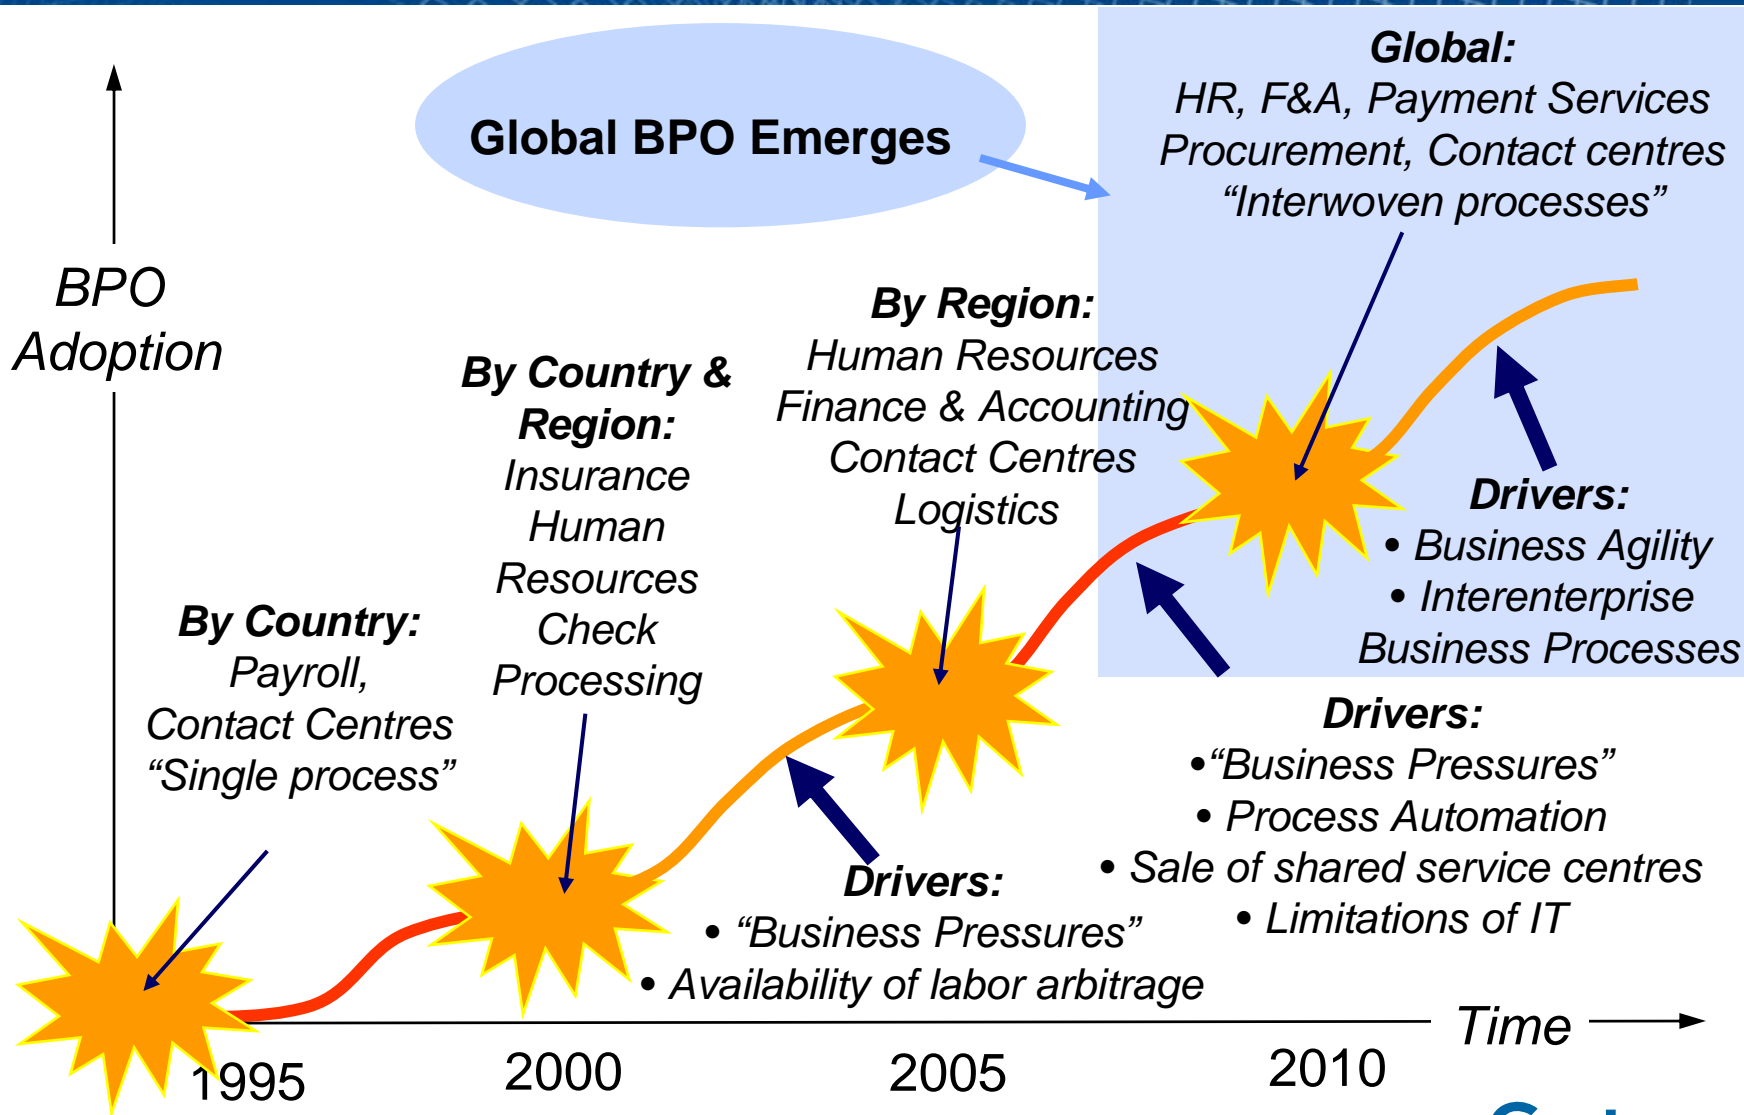 Global BPO Emerges
Global:
HR, F&A, Payment Services
Procurement, Contact centres
“Interwoven processes”
BPO
Adoption
By Region:
Human Resources
Finance & Accounting
Contact Centres
Logistics
By Country &
Region:
Insurance
Human
Resources
Check
Processing
By Country:
Payroll,
Contact Centres
“Single process”
Drivers:
• Business Agility
• Interenterprise
Business Processes
Drivers:
•“Business Pressures”
• Process Automation
• Sale of shared service centres
• Limitations of IT
Drivers:
• “Business Pressures”
• Availability of labor arbitrage
Time
1995
2000
2005
2010